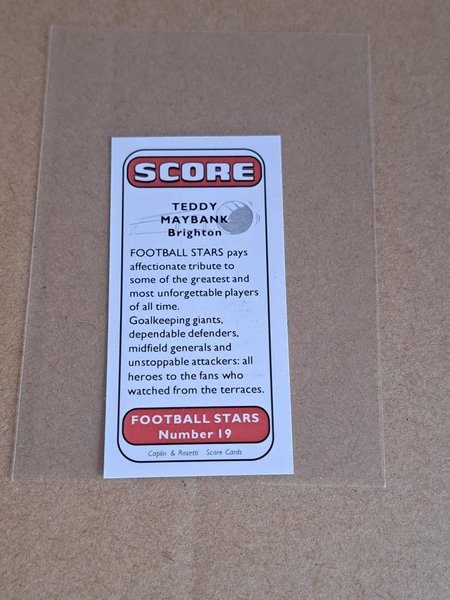 SCORE
TEDDY
MAYBANK
Brighton
FOOTBALL STARS pays
affectionate tribute to
some of the greatest and
most unforgettable players
of all time.
Goalkeeping giants,
dependable defenders,
midfield generals and
unstoppable attackers: all
heroes to the fans who
watched from the terraces.
FOOTBALL STARS
Number 19
Caplin & Rosetti Score Cards